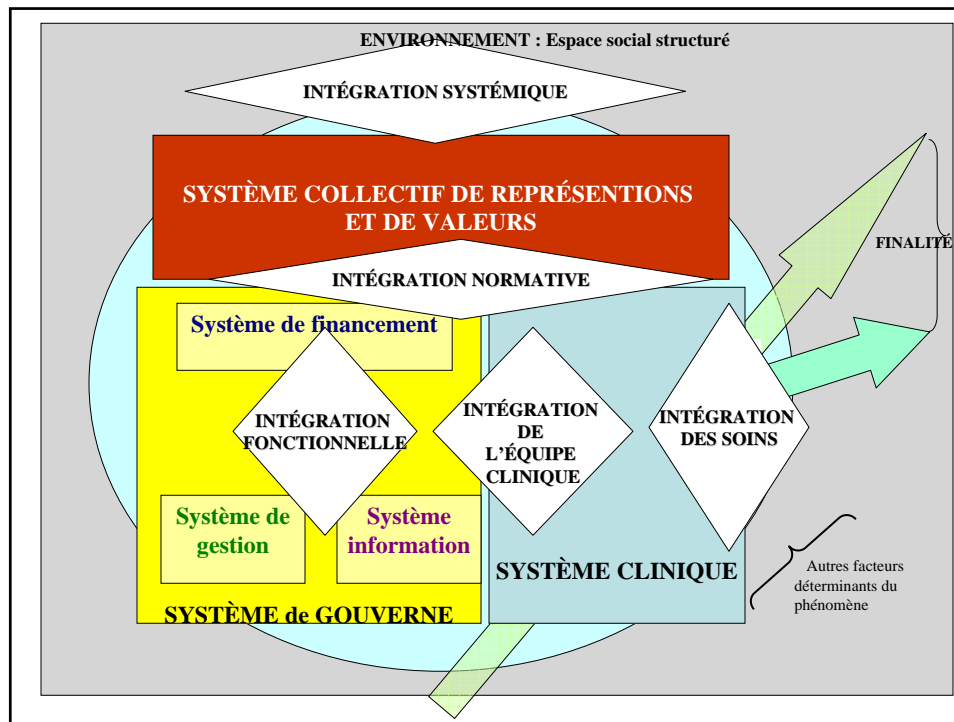 ENVIRONNEMENT : Espace social structuré
INTÉGRATION SYSTÉMIQUE
SYSTÈME COLLECTIF DE REPRÉSENTIONS
ET DE VALEURS
FINALITÉ
INTÉGRATION NORMATIVE
Système de financement
INTÉGRATION
FONCTIONNELLE
INTÉGRATION
DE
L'ÉQUIPE
CLINIQUE
INTÉGRATION
DES SOINS
Système de
gestion
Système
information
SYSTÈME CLINIQUE
Autres facteurs
déterminants du
phénomène
SYSTÈME de GOUVERNE